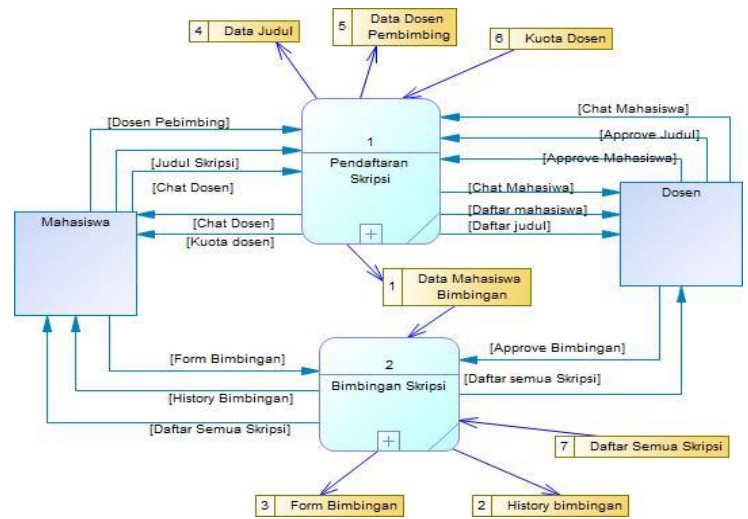 4 Data Judul
5 Data Dosen
Pembimbing
6 Kuota Dosen
[Chat Mahasiswa]
[Dosen Pebimbing]
1
[Approve Judul]
[Judul Skripsi]
Pendaftaran
Skripsi
[Approve Mahasiswa]
[Chat Dosen]
[Chat Mahasiwa]
Dosen
[Daftar mahasiswa]
Mahasiswa
[Chat Dosen]
[Daftar judul]
[Kuota dosen]
1 Data Mahasiswa
Bimbingan
[Form Bimbingan]
2
[Approve Bimbingan]
Bimbingan Skripsi
[Daftar semua Skripsi]
[History Bimbingan]
[Daftar Semua Skripsi]
7 Daftar Semua Skripsi
3 Form Bimbingan
2 History bimbingan